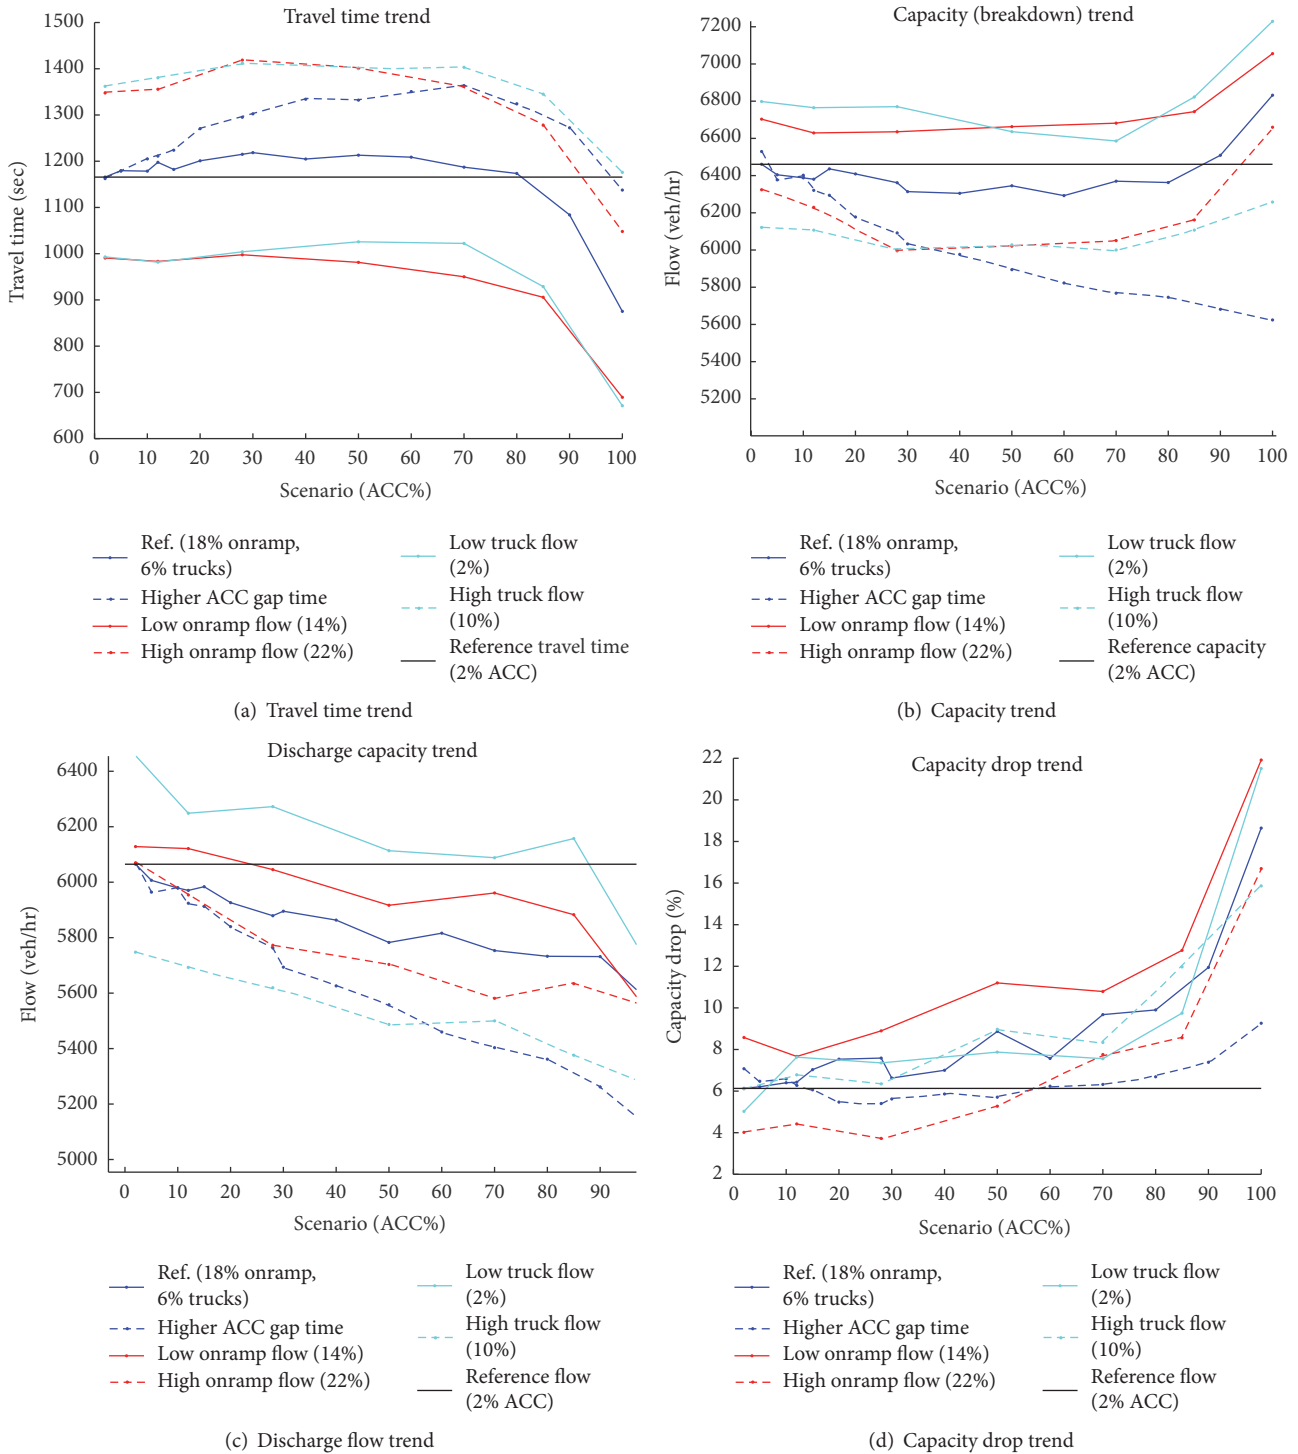 Travel time trend
1500
1400
1300
1200
1100
1000
900
800
700
600
Travel time (sec)
0 10 20 30 40 50 60 70 80 90 100
Scenario (ACC%)
Ref. (18% onramp,
6% trucks)
Higher ACC gap time
Low onramp flow (14%)
High onramp flow (22%)
Low truck flow
(2%)
High truck flow
(10%)
Reference travel time
(2% ACC)
(a) Travel time trend
Capacity (breakdown) trend
7200
7000
6800
6600
6400
6200
6000
5800
5600
5400
5200
Flow (veh/hr)
0 10 20 30 40 50 60 70 80 90 100
Scenario (ACC%)
Ref. (18% onramp,
6% trucks)
Higher ACC gap time
Low onramp flow (14%)
High onramp flow (22%)
Low truck flow
(2%)
High truck flow
(10%)
Reference capacity
(2% ACC)
(b) Capacity trend
Discharge capacity trend
6400
6200
6000
5800
5600
5400
5200
5000
Flow (veh/hr)
0 10 20 30 40 50 60 70 80 90
Scenario (ACC%)
Ref. (18% onramp,
6% trucks)
Higher ACC gap time
Low onramp flow (14%)
High onramp flow (22%)
Low truck flow
(2%)
High truck flow
(10%)
Reference flow
(2% ACC)
(c) Discharge flow trend
Capacity drop trend
22
22
18
16
14
12
10
8
6
4
2
Capacity drop (%)
0 10 20 30 40 50 60 70 80 90 100
Scenario (ACC%)
Ref. (18% onramp,
6% trucks)
Higher ACC gap time
Low onramp flow (14%)
High onramp flow (22%)
Low truck flow
(2%)
High truck flow
(10%)
Reference flow
(2% ACC)
(d) Capacity drop trend